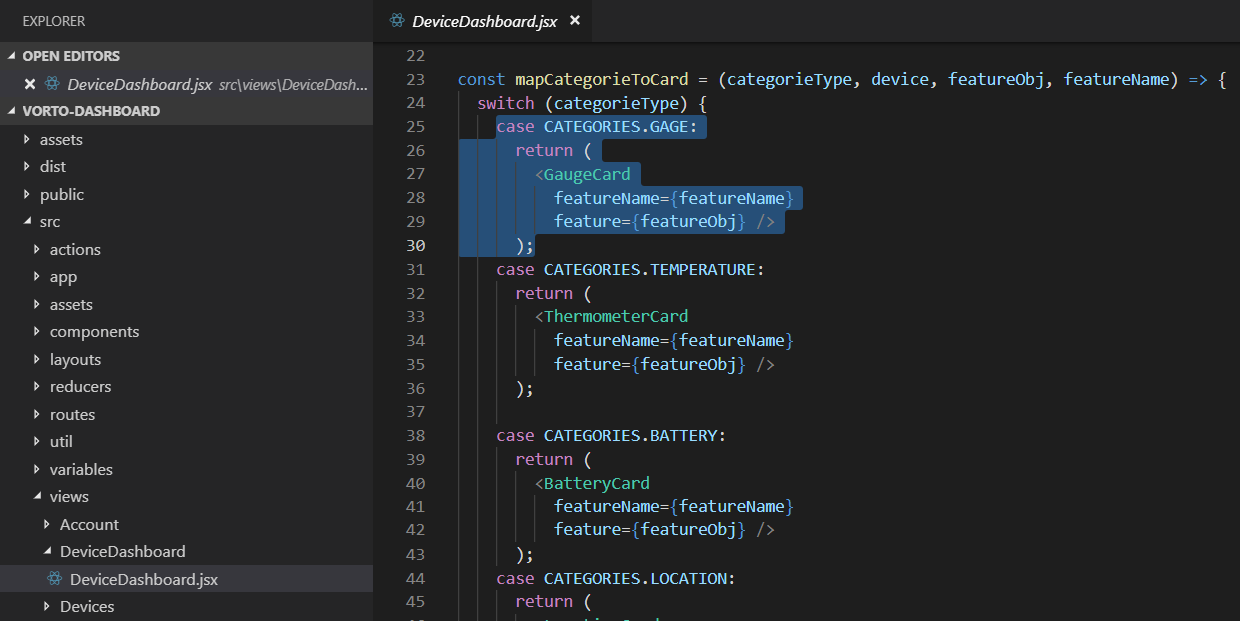 EXPLORER
OPEN EDITORS
DeviceDashboard.jsx src\views\DeviceDash...
VORTO-DASHBOARD
assets
dist
public
src
actions
app
assets
components
layouts
reducers
routes
util
variables
views
Account
DeviceDashboard
DeviceDashboard.jsx
Devices
DeviceDashboard.jsx
22
23 const mapCategorieToCard = (categorieType, device, featureObj, featureName) => {
24 switch (categorieType) {
25 case CATEGORIES.GAGE:
26 return (
27 <GaugeCard
28 featureName={featureName}
29 feature={featureObj} />
30 );
31 case CATEGORIES.TEMPERATURE:
32 return (
33 <ThermometerCard
34 featureName={featureName}
35 feature={featureObj} />
36 );
37
38 case CATEGORIES.BATTERY:
39 return (
40 <BatteryCard
41 featureName={featureName}
42 feature={featureObj} />
43 );
44 case CATEGORIES.LOCATION:
45 return (